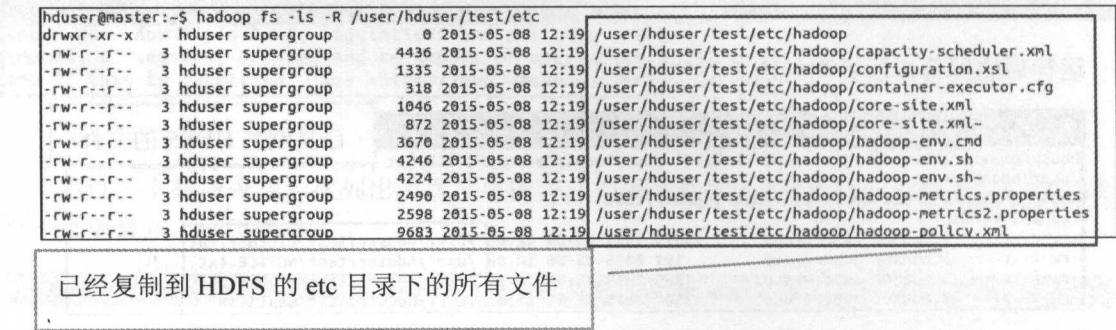 hduser@master:~$ hadoop fs -ls -R /user/hduser/test/etc
drwxr-xr-x - hduser supergroup 0 2015-05-08 12:19 /user/hduser/test/etc/hadoop
-rw-r--r-- 3 hduser supergroup 4436 2015-05-08 12:19 /user/hduser/test/etc/hadoop/capacity-scheduler.xml
-rw-r--r-- 3 hduser supergroup 1335 2015-05-08 12:19 /user/hduser/test/etc/hadoop/configuration.xsl
-rw-r--r-- 3 hduser supergroup 318 2015-05-08 12:19 /user/hduser/test/etc/hadoop/container-executor.cfg
-rw-r--r-- 3 hduser supergroup 1046 2015-05-08 12:19 /user/hduser/test/etc/hadoop/core-site.xml
-rw-r--r-- 3 hduser supergroup 872 2015-05-08 12:19 /user/hduser/test/etc/hadoop/core-site xml~
-rw-r--r-- 3 hduser supergroup 3670 2015-05-08 12:19 /user/hduser/test/etc/hadoop/hadoop-env.cmd
-rw-r--r-- 3 hduser supergroup 4246 2015-05-08 12:19 /user/hduser/test/etc/hadoop/hadoop-env.sh
-rw-r--r-- 3 hduser supergroup 4224 2015-05-08 12:19 /user/hduser/test/etc/hadoop/hadoop-env.sh~
-rw-r--r-- 3 hduser supergroup 2490 2015-05-08 12:19 /user/hduser/test/etc/hadoop/hadoop-metrics.properties
-rw-r--r-- 3 hduser supergroup 2598 2015-05-08 12:19 /user/hduser/test/etc/hadoop/hadoop-metrics2.properties
-rw-r--r-- 3 hduser supergroup 9683 2015-05-08 12:19 /user/hduser/test/etc/hadoop/hadoop-policy.xml
已经复制到 HDFS 的 etc 目录下的所有文件